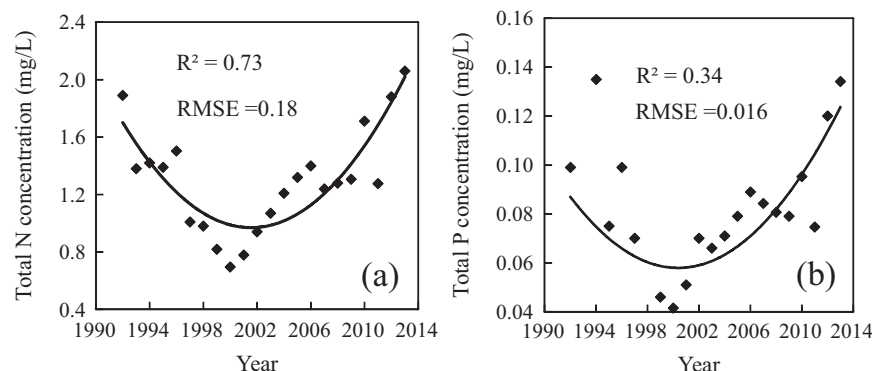 Total N concentration (mg/L)
2.4
2.0
1.6
1.2
0.8
0.4
R² = 0.73
RMSE =0.18
(a)
1990 1994 1998 2002 2006 2010 2014
Year
Total P concentration (mg/L)
0.16
0.14
0.12
0.10
0.08
0.06
0.04
R² = 0.34
RMSE =0.016
(b)
1990 1995 1998 2002 2006 2010 2014
Year